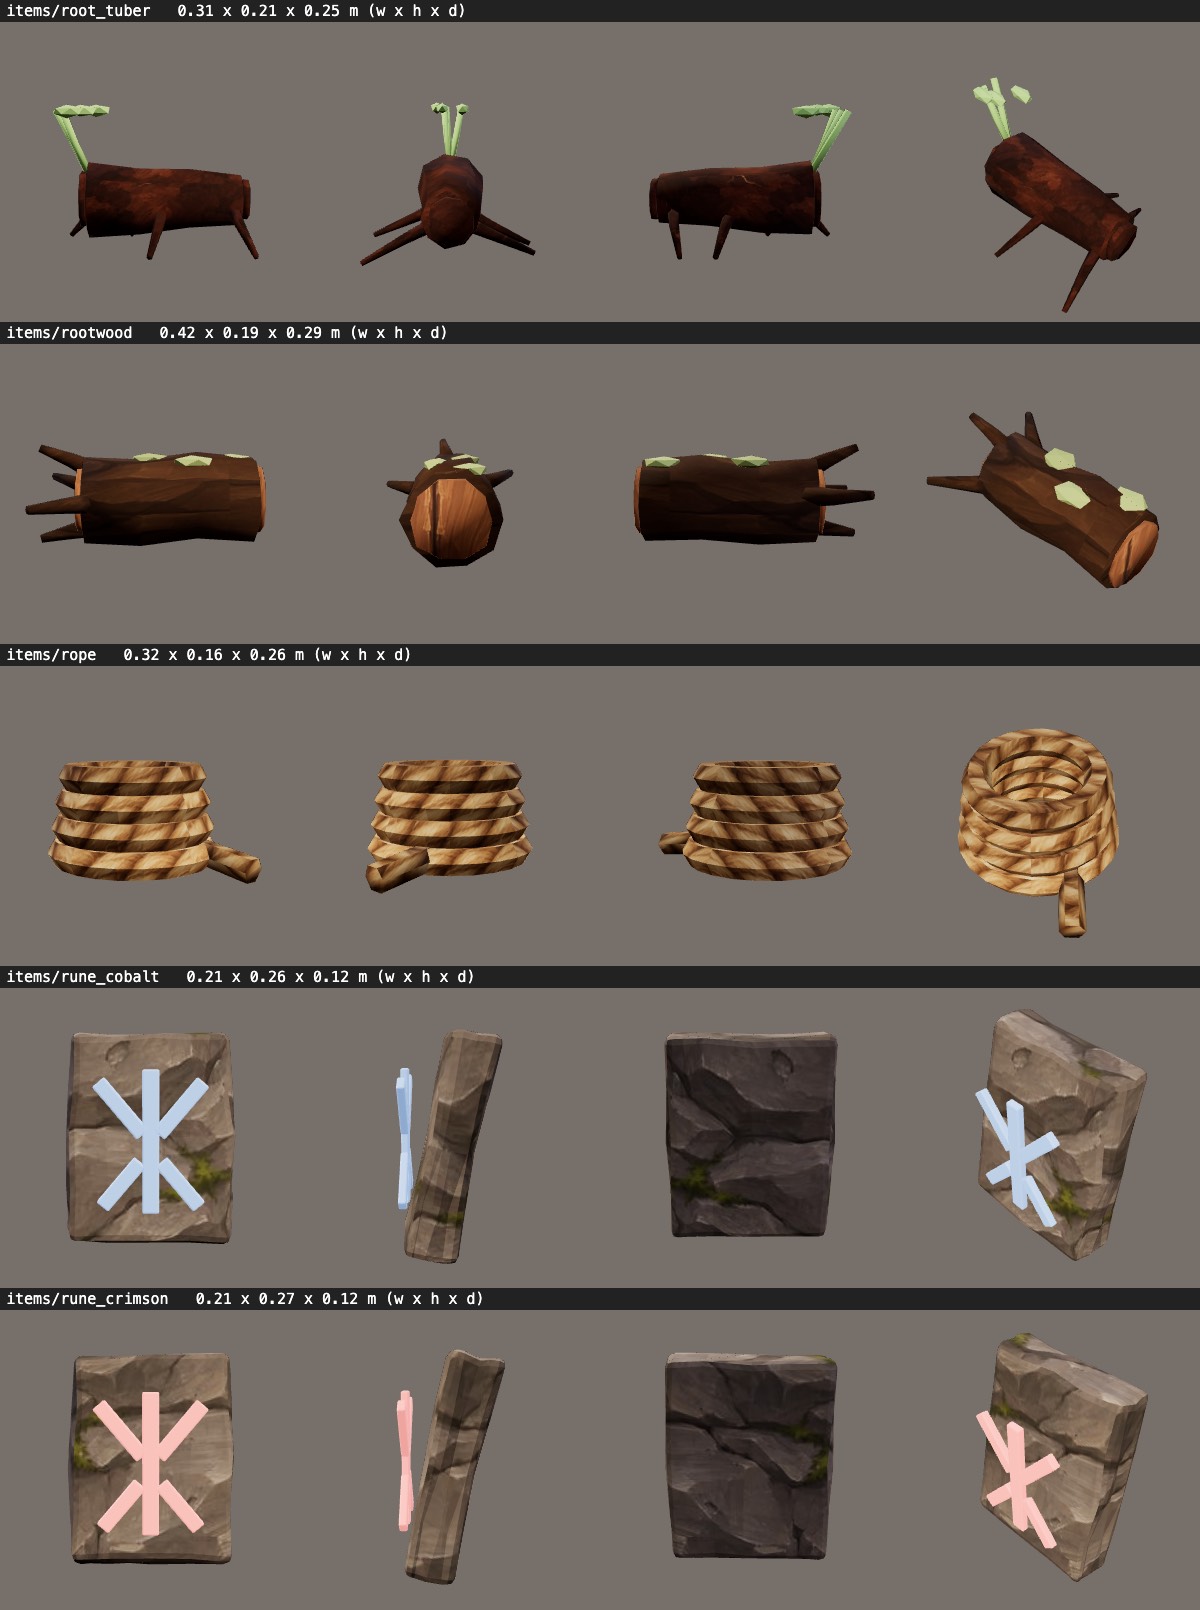 items/root_tuber   0.31 x 0.21 x 0.25 m (w x h x d)
items/rootwood   0.42 x 0.19 x 0.29 m (w x h x d)
items/rope   0.32 x 0.16 x 0.26 m (w x h x d)
items/rune_cobalt   0.21 x 0.26 x 0.12 m (w x h x d)
items/rune_crimson   0.21 x 0.27 x 0.12 m (w x h x d)